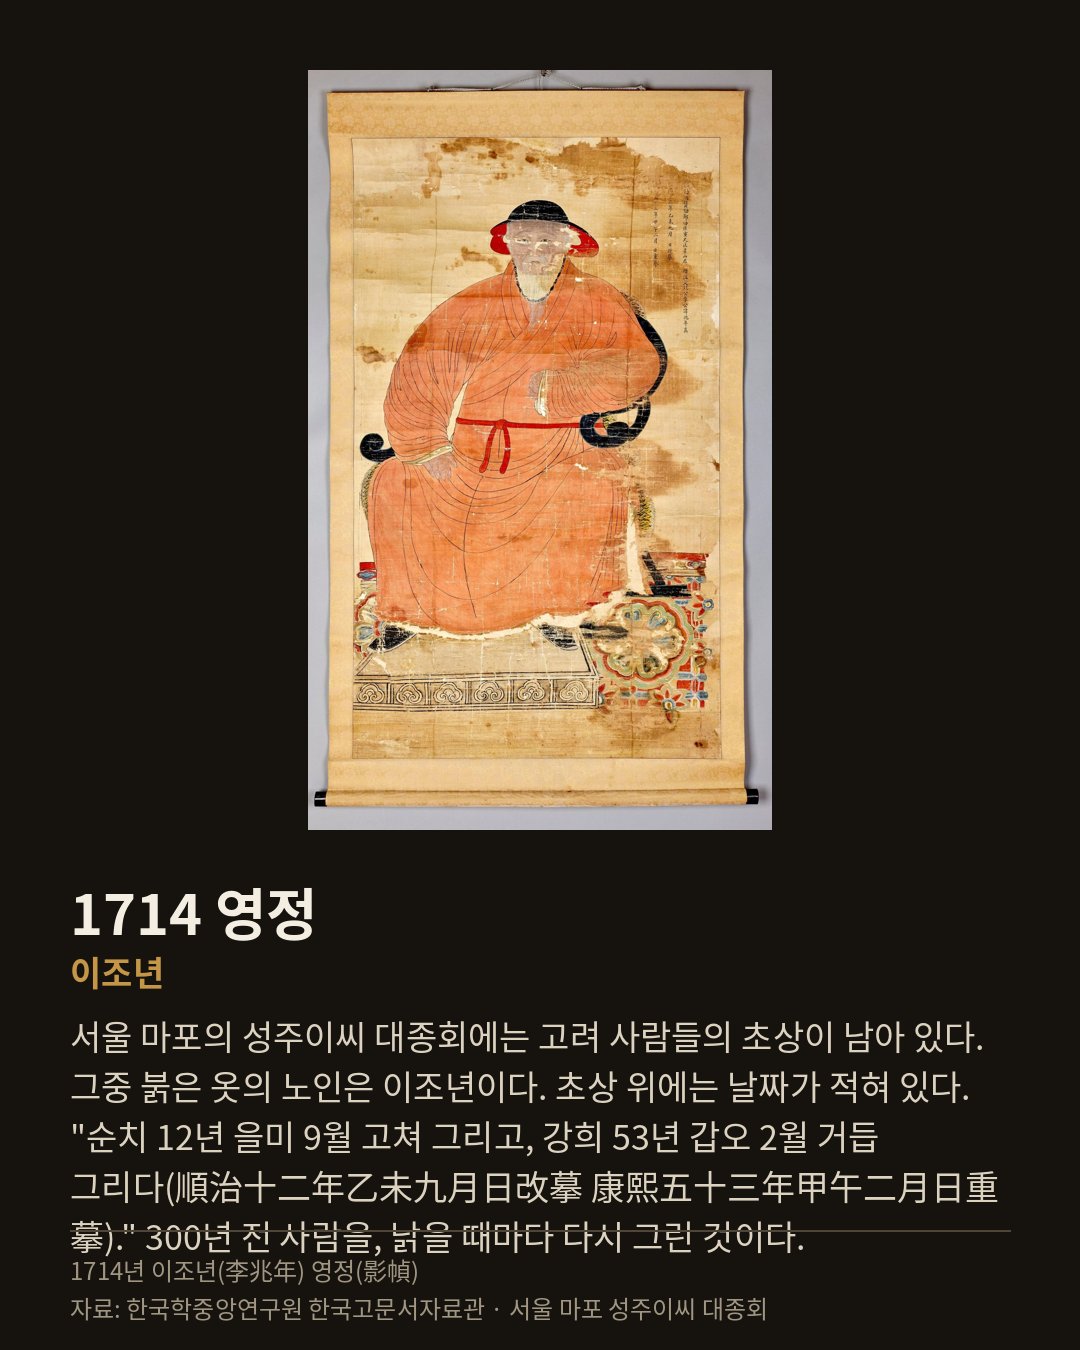 1714 영정
이조년
서울 마포의 성주이씨 대종회에는 고려 사람들의 초상이 남아 있다.
그중 붉은 옷의 노인은 이조년이다. 초상 위에는 날짜가 적혀 있다.
"순치 12년 을미 9월 고쳐 그리고, 강희 53년 갑오 2월 거듭
그리다(順治十二年乙未九月日改摹 康熙五十三年甲午二月日重
摹)." 300년 전 사람을, 낡을 때마다 다시 그린 것이다.
1714년 이조년(李兆年) 영정(影幀)
자료: 한국학중앙연구원 한국고문서자료관 · 서울 마포 성주이씨 대종회